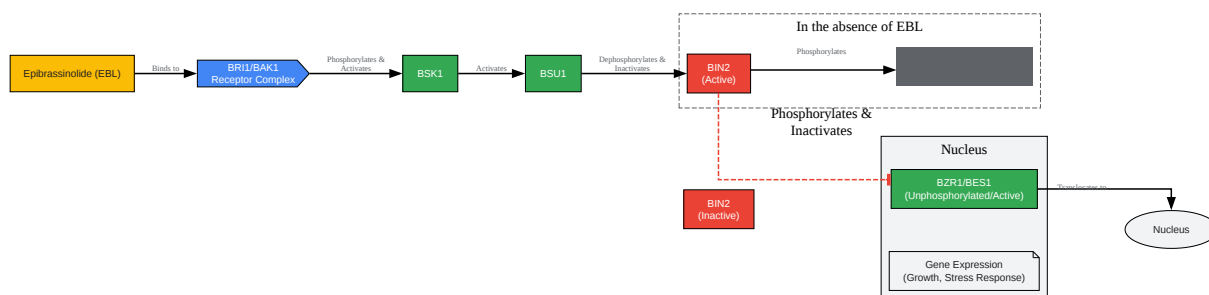 In the absence of EBL
Epibrassinolide (EBL)
Binds to
BRI1/BAK1
Receptor Complex
Phosphorylates &
Activates
BSK1
Activates
BSU1
Dephosphorylates &
Inactivates
BIN2
(Active)
Phosphorylates
Phosphorylates &
Inactivates
Nucleus
BZR1/BES1
(Unphosphorylated/Active)
Translocates to
Nucleus
BIN2
(Inactive)
Gene Expression
(Growth, Stress Response)